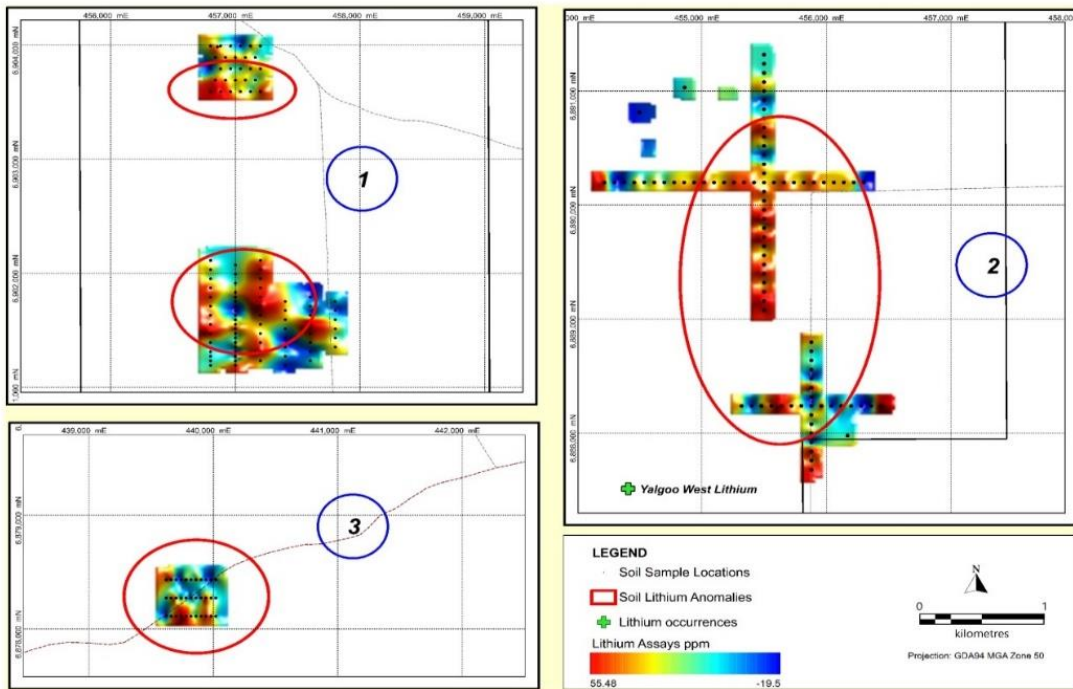 456,000 mE 457,000 mE 458,000 mE 459,000 mE
6,904,000 mN
6,903,000 mN
1
6,902,000 mN
1,000 mN
000 mE 455,000 mE 456,000 mE 457,000 mE 458,0
6,890,000 mN
2
6,889,000 mN
6,888,000 mN
Yalgoo West Lithium
439,000 mE 440,000 mE 441,000 mE 442,000 mE
6,879,000 mN
3
6,878,000 mN
LEGEND
Soil Sample Locations
Soil Lithium Anomalies
Lithium occurrences
Lithium Assays ppm
55.48 -19.5
N
0 1
kilometres
Projection: GDA94 MGA Zone 50